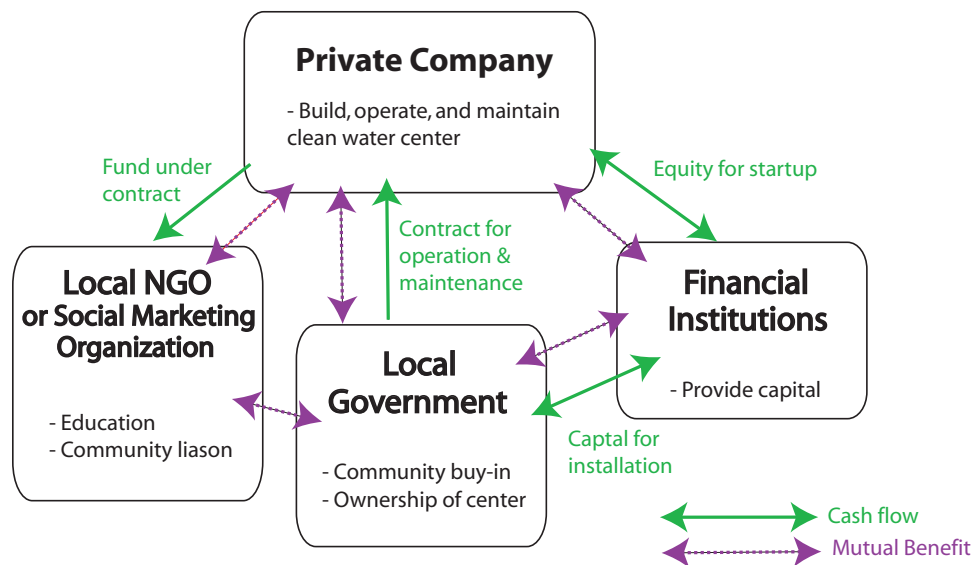 Private Company
- Build, operate, and maintain
clean water center
Fund under
contract
Equity for startup
Contract for
operation &
maintenance
Local NGO
or Social Marketing
Organization
- Education
- Community liason
Local
Government
- Community buy-in
- Ownership of center
Financial
Institutions
- Provide capital
Captal for
installation
Cash flow
Mutual Benefit